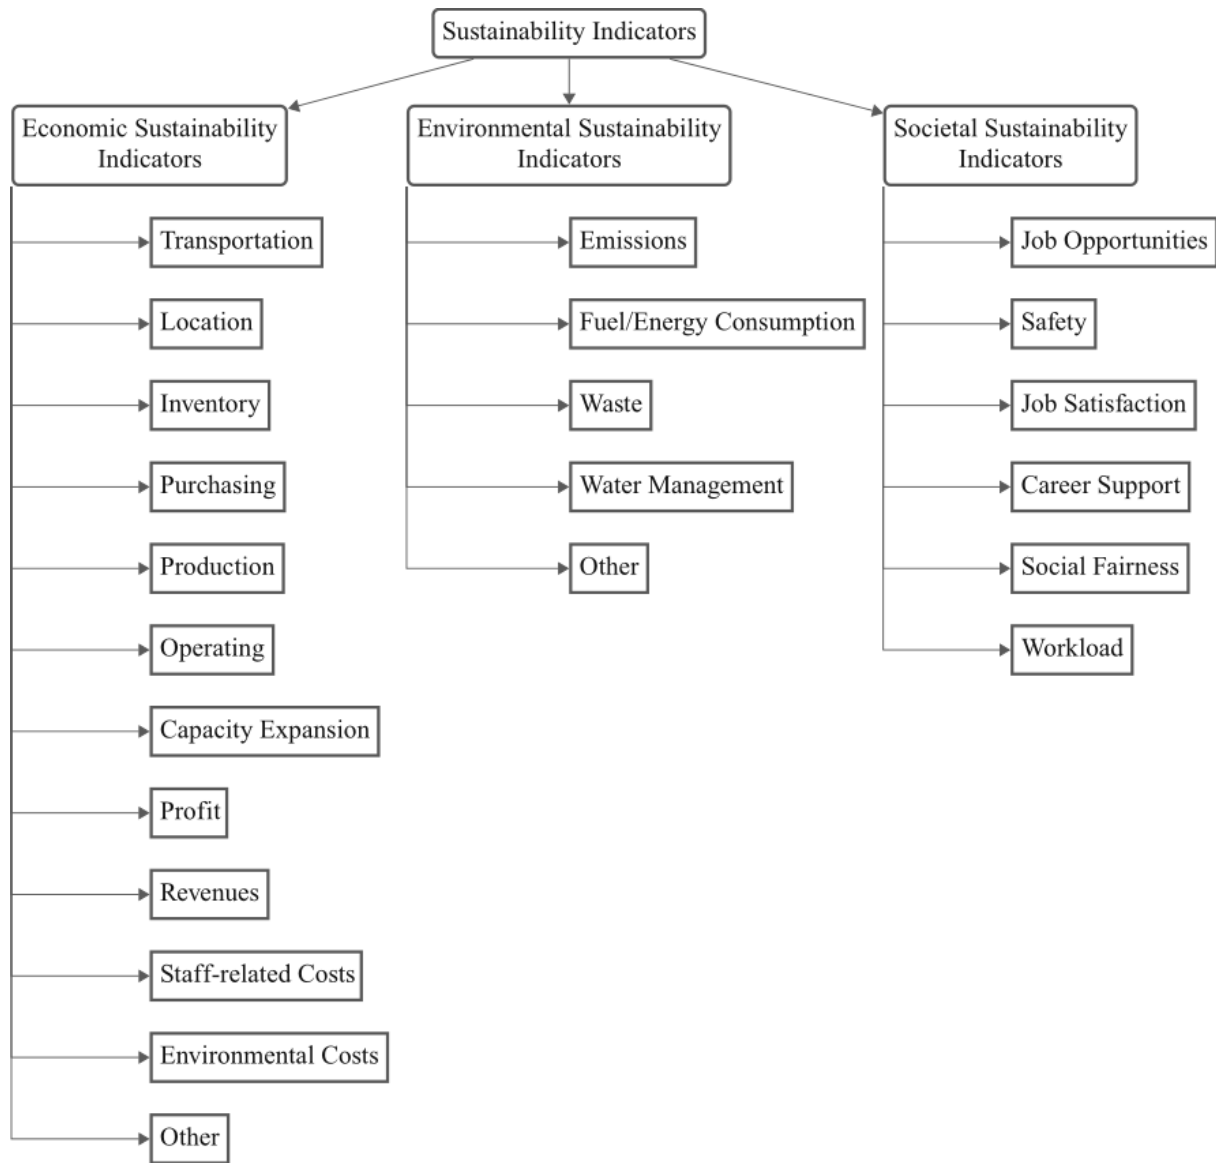 Sustainability Indicators
Economic Sustainability
Indicators
Transportation
Location
Inventory
Purchasing
Production
Operating
Capacity Expansion
Profit
Revenues
Staff-related Costs
Environmental Costs
Other
Environmental Sustainability
Indicators
Emissions
Fuel/Energy Consumption
Waste
Water Management
Other
Societal Sustainability
Indicators
Job Opportunities
Safety
Job Satisfaction
Career Support
Social Fairness
Workload